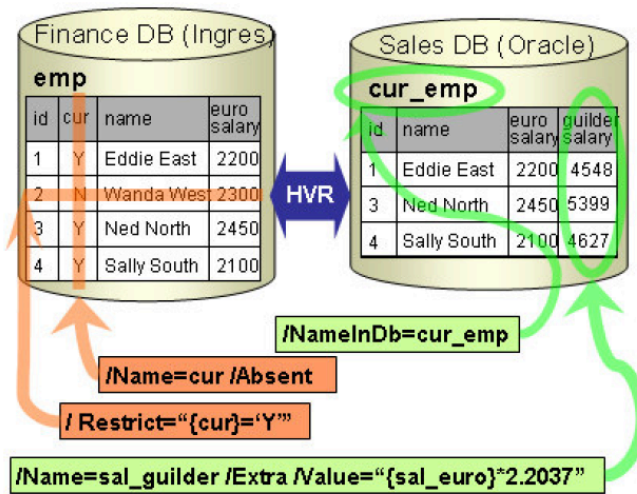 Finance DB (Ingres)
emp
id cur name euro salary
1 Y Eddie East 2200
2 N Wanda West 2300
3 Y Ned North 2450
4 Y Sally South 2100
HVR
Sales DB (Oracle)
cur_emp
id name euro salary guilder salary
1 Eddie East 2200 4548
3 Ned North 2450 5399
4 Sally South 2100 4627
/NameInDb=cur_emp
/Name=cur /Absent
/ Restrict=“{cur}=‘Y’”
/Name=sal_guilder /Extra /Value=“{sal_euro}*2.2037”